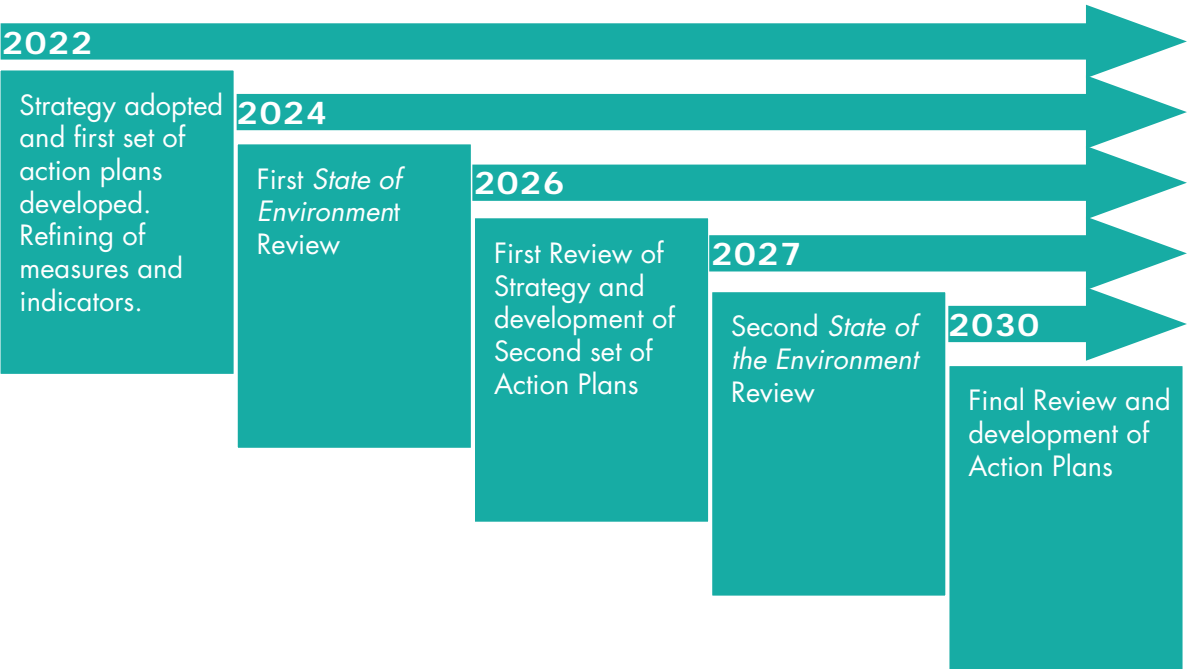 2022
Strategy adopted
and first set of
action plans
developed.
Refining of
measures and
indicators.
2024
First State of
Environment
Review
2026
First Review of
Strategy and
development of
Second set of
Action Plans
2027
Second State of
the Environment
Review
2030
Final Review and
development of
Action Plans